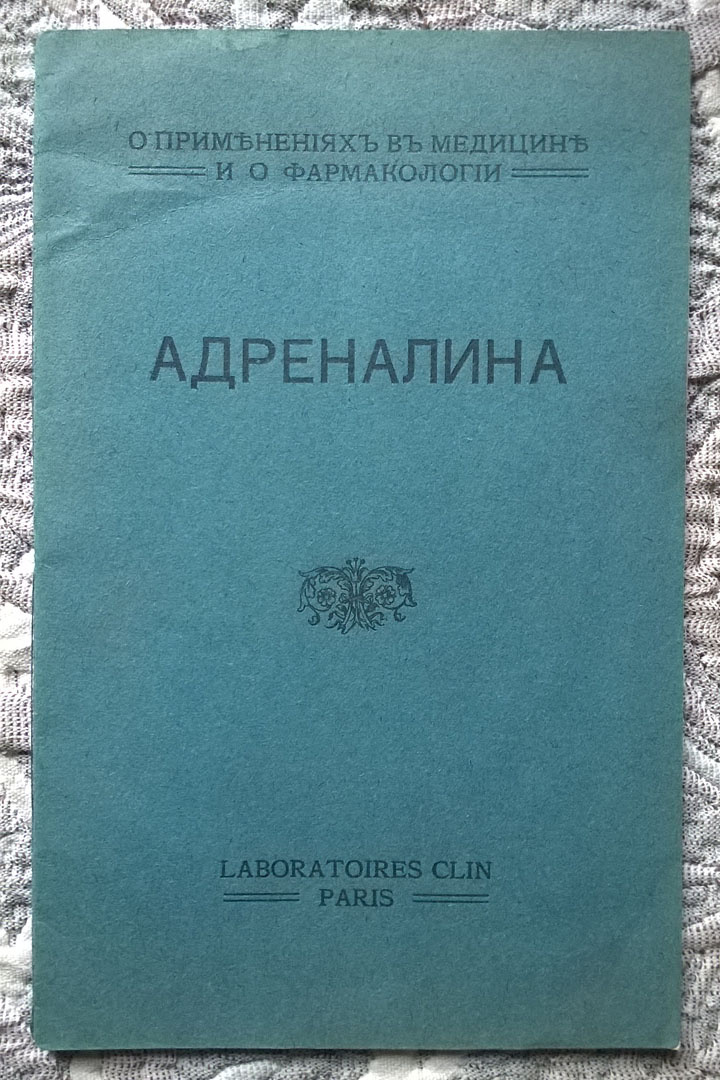 О ПРИМѢНЕНІЯХЪ ВЪ МЕДИЦИНѢ
И О ФАРМАКОЛОГІИ
АДРЕНАЛИНА
LABORATOIRES CLIN
PARIS